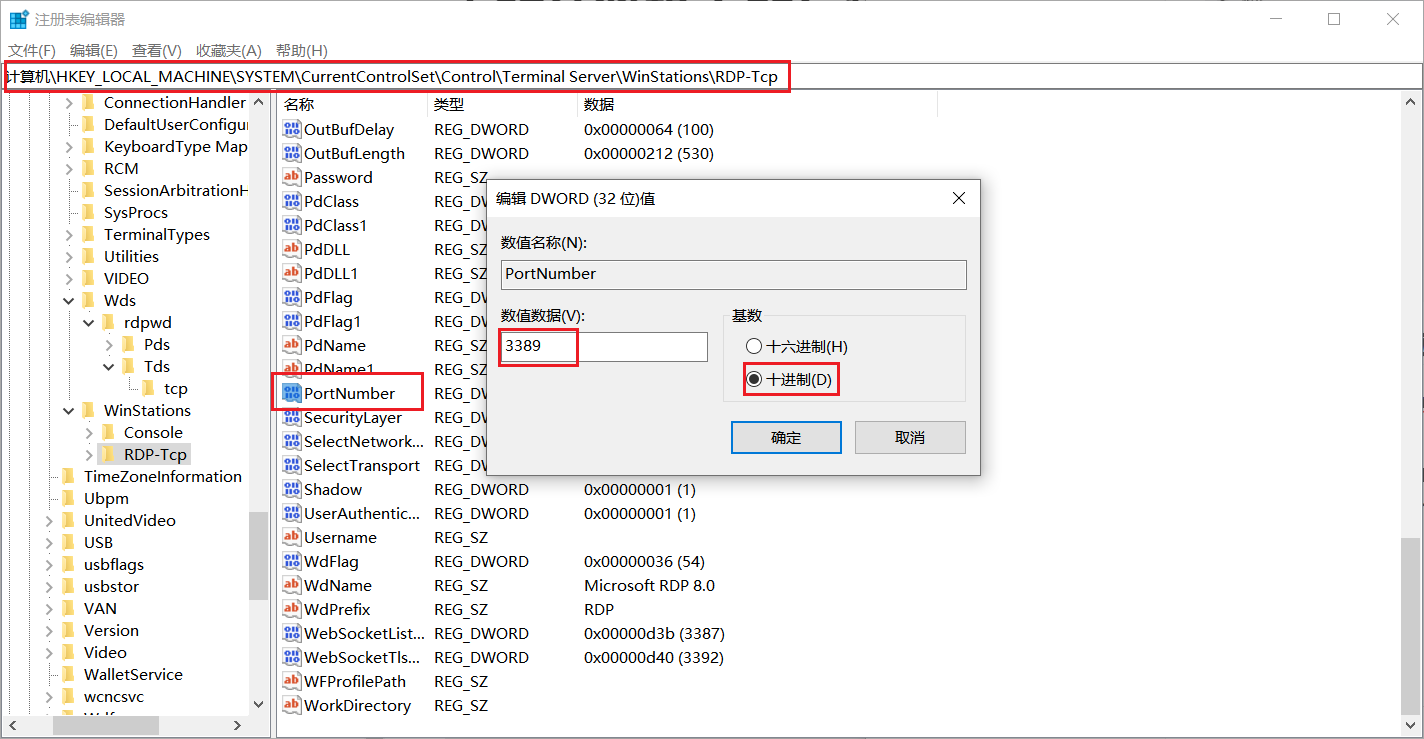 注册表编辑器
文件(F) 编辑(E) 查看(V) 收藏夹(A) 帮助(H)
计算机\HKEY_LOCAL_MACHINE\SYSTEM\CurrentControlSet\Control\Terminal Server\WinStations\RDP-Tcp
ConnectionHandler
DefaultUserConfigu
KeyboardType Map
RCM
SessionArbitrationH
SysProcs
TerminalTypes
Utilities
VIDEO
Wds
rdpwd
Pds
Tds
tcp
WinStations
Console
RDP-Tcp
TimeZoneInformation
Ubpm
UnitedVideo
USB
usbflags
usbstor
VAN
Version
Video
WalletService
wcncsvc
名称 类型 数据
OutBufDelay REG_DWORD 0x00000064 (100)
OutBufLength REG_DWORD 0x00000212 (530)
Password REG_SZ
PdClass REG_DW
PdClass1 REG_DW
PdDLL REG_SZ
PdDLL1 REG_SZ
PdFlag REG_DW
PdFlag1 REG_DW
PdName REG_SZ
PdName1 REG_SZ
PortNumber REG_DW
SecurityLayer REG_DW
SelectNetwork... REG_DW
SelectTransport REG_DW
Shadow REG_DWORD 0x00000001 (1)
UserAuthentic... REG_DWORD 0x00000001 (1)
Username REG_SZ
WdFlag REG_DWORD 0x00000036 (54)
WdName REG_SZ Microsoft RDP 8.0
WdPrefix REG_SZ RDP
WebSocketList... REG_DWORD 0x00000d3b (3387)
WebSocketTls... REG_DWORD 0x00000d40 (3392)
WFProfilePath REG_SZ
WorkDirectory REG_SZ
编辑 DWORD (32 位)值
数值名称(N):
PortNumber
数值数据(V):
3389
基数
十六进制(H)
十进制(D)
确定 取消